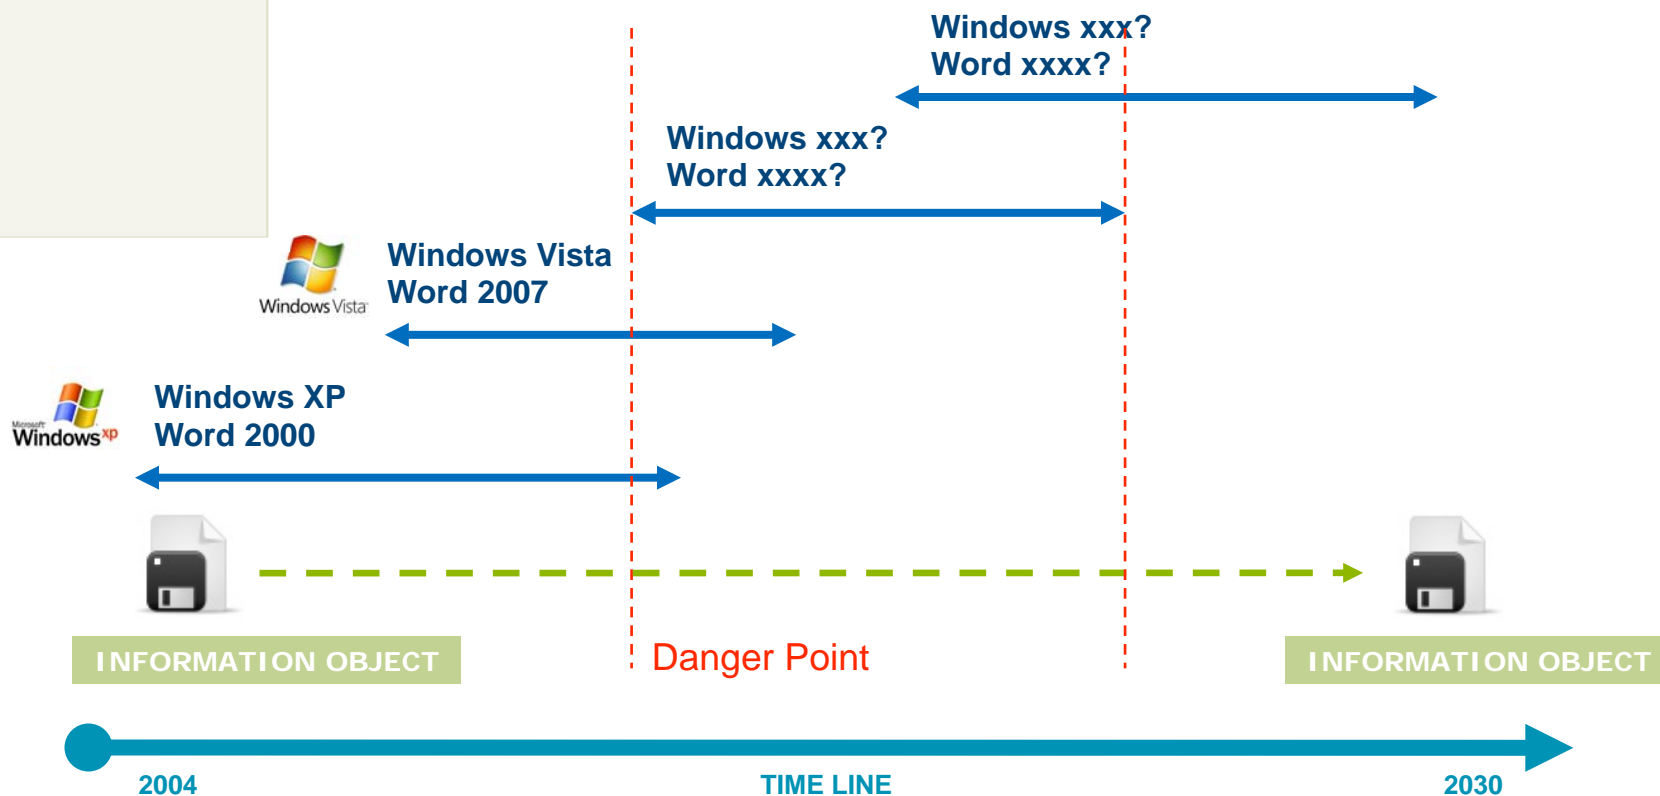 Windows xxx?
Word xxxx?
Windows xxx?
Word xxxx?
Windows Vista
Windows Vista
Word 2007
Microsoft
Windows xp
Windows XP
Word 2000
INFORMATION OBJECT
Danger Point
INFORMATION OBJECT
2004
TIME LINE
2030